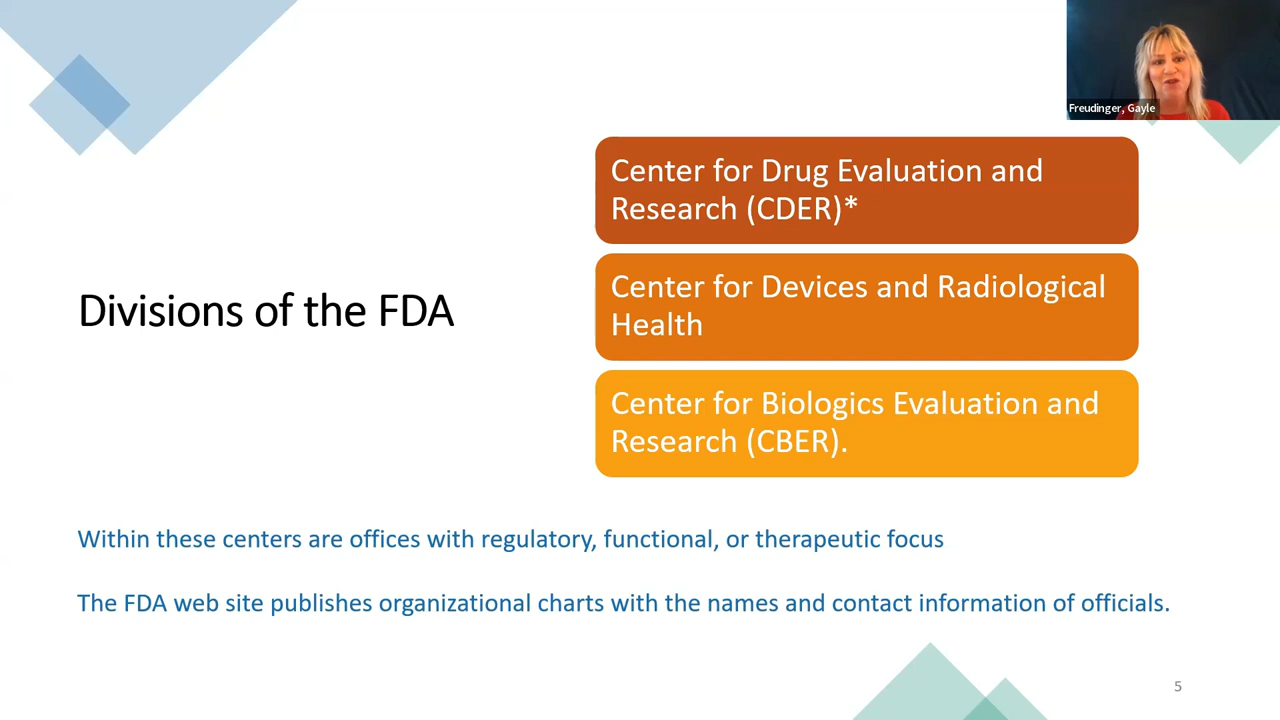 Freudinger, Gayle
Center for Drug Evaluation and
Research (CDER)*
Center for Devices and Radiological
Health
Divisions of the FDA
Center for Biologics Evaluation and
Research (CBER).
Within these centers are offices with regulatory, functional, or therapeutic focus
The FDA web site publishes organizational charts with the names and contact information of officials.
5